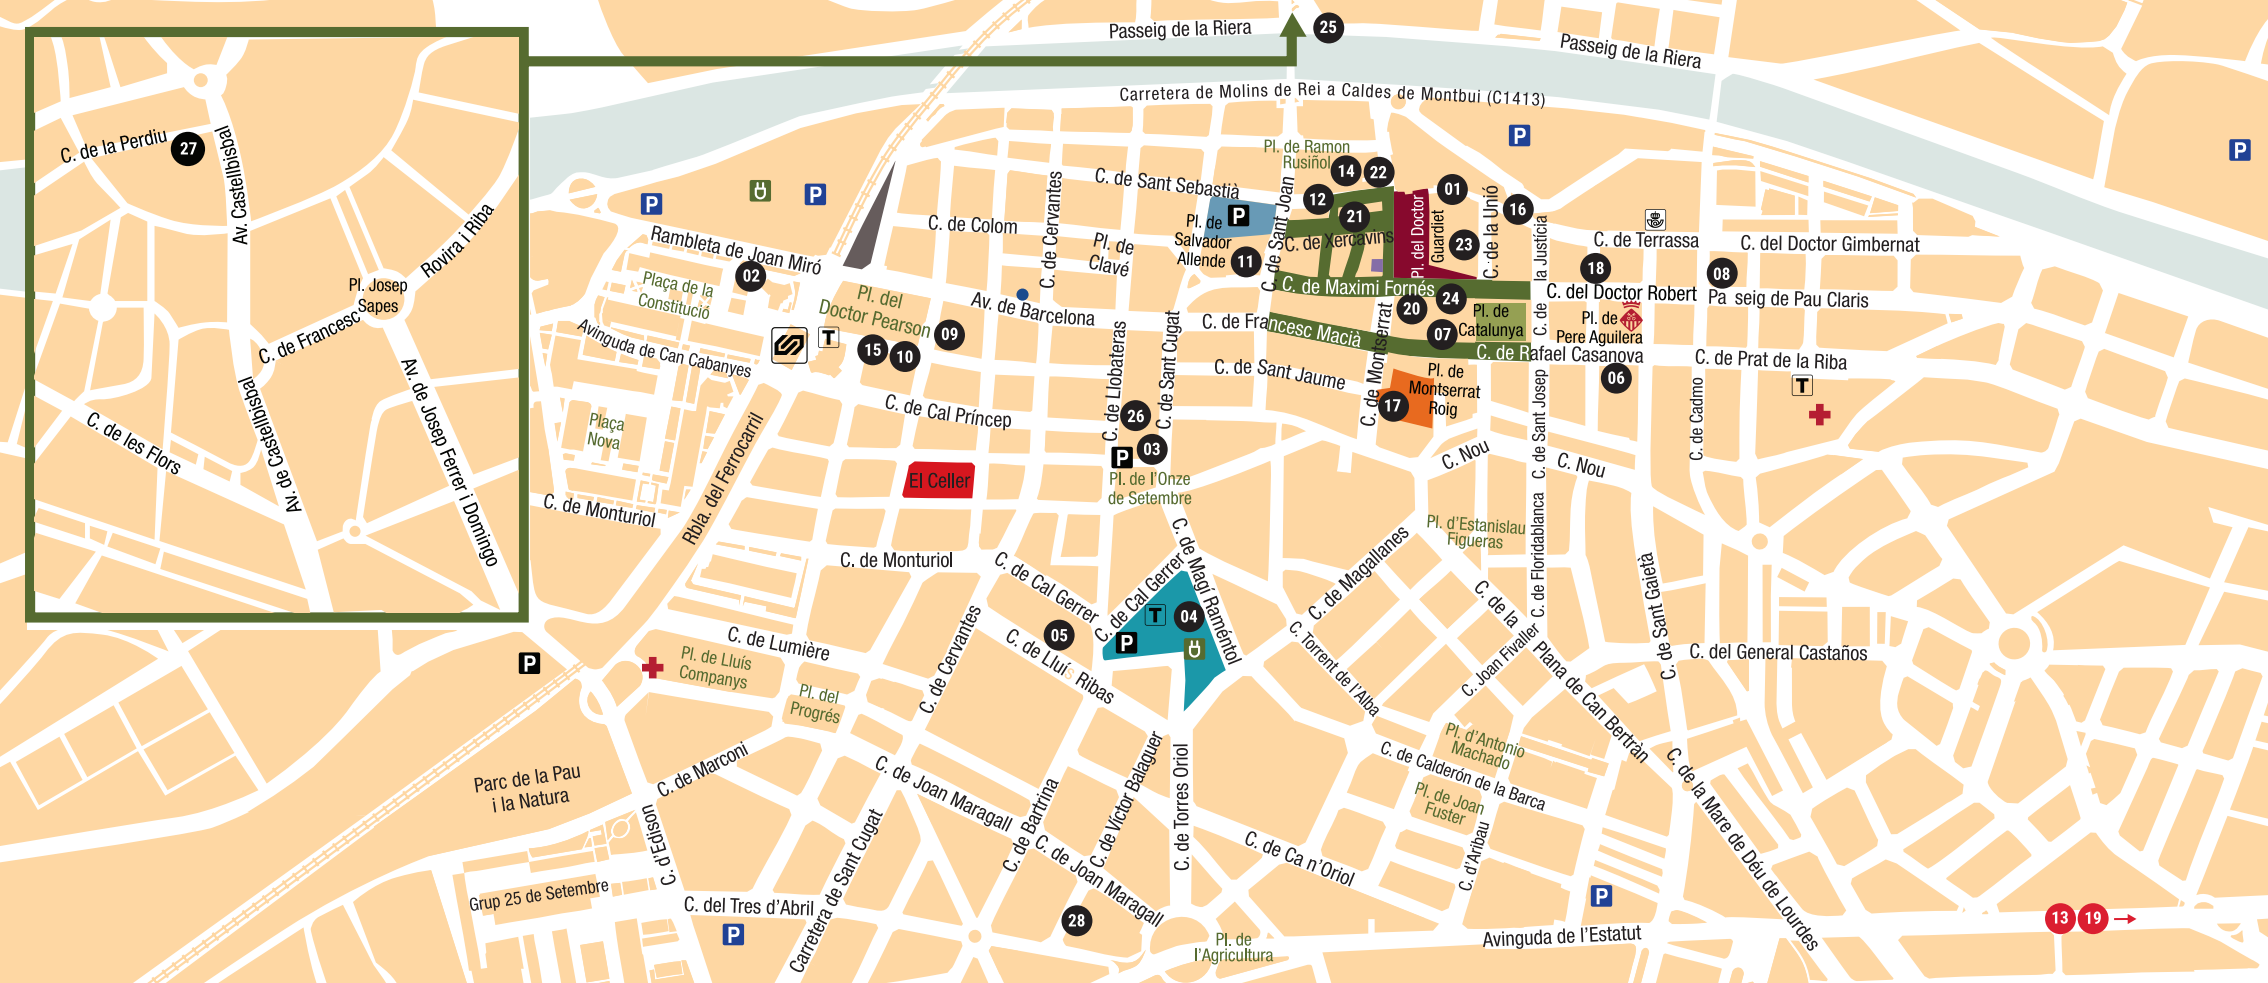 Passeig de la Riera
25
Passeig de la Riera
Carretera de Molins de Rei a Caldes de Montbui (C1413)
P
P
C. de la Perdiu
27
Av. Castellbisbal
Rovira i Riba
Pl. Josep
Sapes
C. de Francesc
Av. de Castellbisbal
C. de les Flors
Av. de Josep Ferrer i Domingo
P
P
Rambleta de Joan Miró
02
Plaça de la
Constitució
Avinguda de Can Cabanyes
Plaça
Nova
C. de Monturiol
Rbla. del Ferrocarril
T
Pl. del
Doctor Pearson
15
10
09
C. de Colom
C. de Cervantes
Av. de Barcelona
Pl. de
Clavé
C. de Sant Sebastià
Pl. de
Salvador
Allende
P
11
C. de Sant Joan
Pl. de Ramon
Rusiñol
14
22
12
21
C. de Xercavins
Pl. del Doctor
Guardiet
01
23
C. de la Unió
16
C. de la Justícia
C. de Maximi Fornés
24
20
07
Pl. de
Catalunya
C. de Francesc Macià
C. de Rafael Casanova
C. de Terrassa
18
C. del Doctor Robert
Pl. de
Pere Aguilera
06
C. del Doctor Gimbernat
08
Pa seig de Pau Claris
C. de Prat de la Riba
T
C. de Cadmo
C. de Sant Jaume
C. de Montserrat
Pl. de
Montserrat
Roig
17
C. de Cal Príncep
C. de Llobateras
C. de Sant Cugat
26
03
P
Pl. de l'Onze
de Setembre
El Celler
C. Nou
C. Nou
C. de Sant Josep
C. de Floridablanca
Pl. d'Estanislau
Figueras
C. de Magallanes
C. de Monturiol
C. de Cal Gerrer
C. de Cal Gerrer
C. de Magí Raméntol
T
04
P
05
C. de Lluís Ribas
C. de Cervantes
C. de Lumière
Pl. de Lluís
Companys
Pl. del
Progrés
P
C. Torrent de l'Alba
C. Joan Fivaller
C. de la Plana de Can Bertràn
C. de Sant Gaietà
C. del General Castaños
Pl. d'Antonio
Machado
C. de Calderón de la Barca
Pl. de Joan
Fuster
C. d'Aribau
C. de la Mare de Déu de Lourdes
Parc de la Pau
i la Natura
C. de Marconi
C. d'Edison
Grup 25 de Setembre
C. del Tres d'Abril
P
Carretera de Sant Cugat
C. de Joan Maragall
C. de Joan Maragall
C. de Bartrina
C. de Víctor Balaguer
C. de Torres Oriol
C. de Ca n'Oriol
28
Pl. de
l'Agricultura
Avinguda de l'Estatut
P
13
19